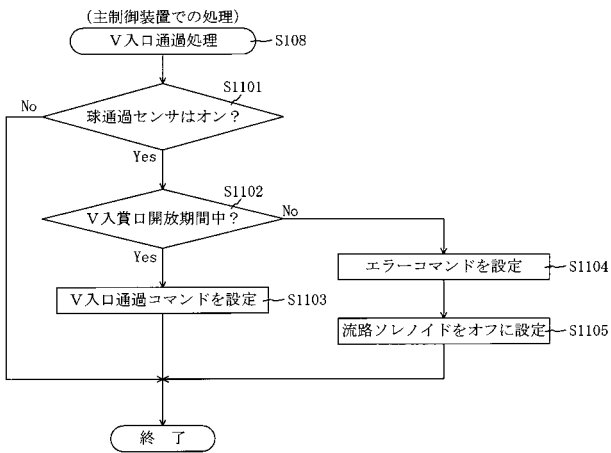 (主制御装置での処理)
V入口通過処理
S108
S1101
No
球通過センサはオン?
Yes
S1102
V入賞口開放期間中?
No
Yes
エラーコマンドを設定
S1104
V入口通過コマンドを設定
S1103
流路ソレノイドをオフに設定
S1105
終 了